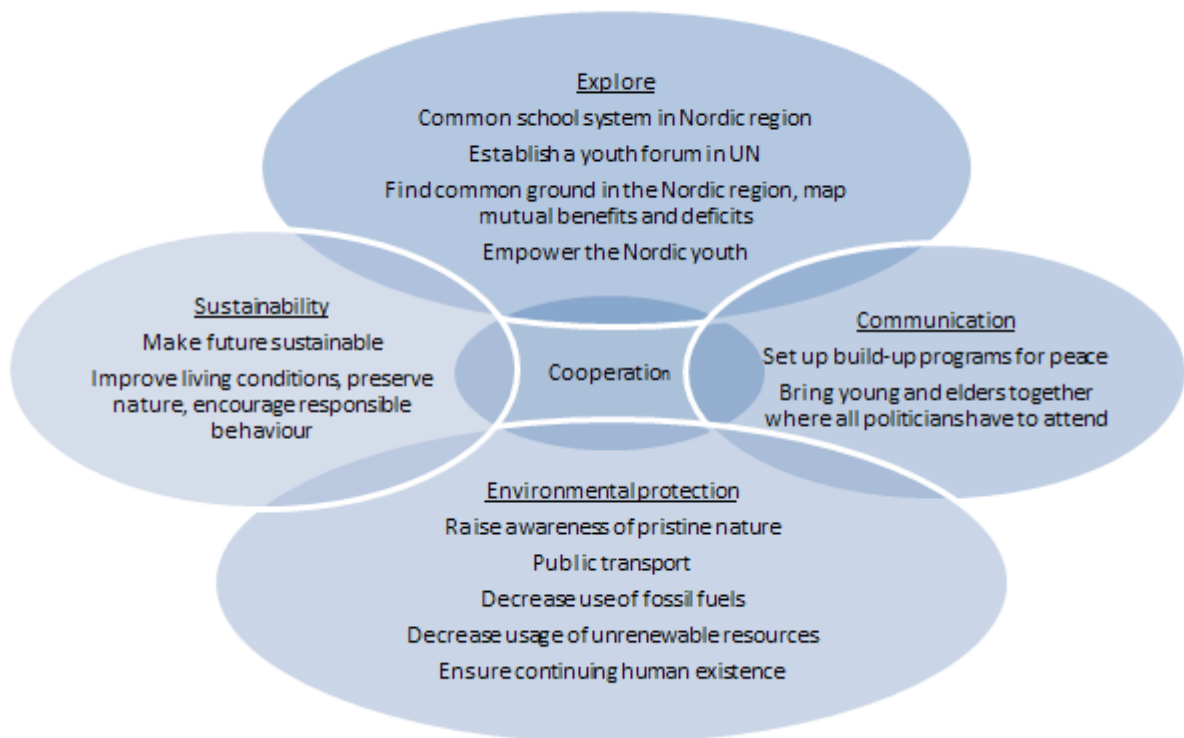 Explore
Common school system in Nordic region
Establish a youth forum in UN
Find common ground in the Nordic region, map
mutual benefits and deficits
Empower the Nordic youth
Sustainability
Make future sustainable
Improve living conditions, preserve
nature, encourage responsible
behaviour
Cooperation
Communication
Set up build-up programs for peace
Bring young and elders together
where all politicians have to attend
Environmental protection
Raise awareness of pristine nature
Public transport
Decrease use of fossil fuels
Decrease usage of unrenewable resources
Ensure continuing human existence